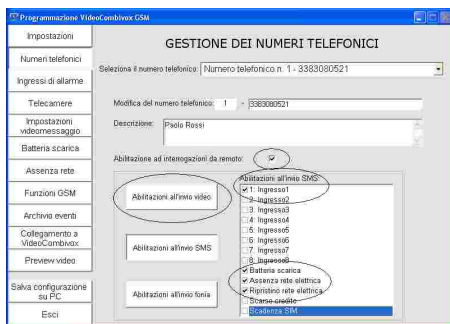 Programmazione VideoCombivox GSM
Impostazioni
Numeri telefonici
Ingressi di allarme
Telecamere
Impostazioni
videomessaggio
Batteria scarica
Assenza rete
Funzioni GSM
Archivio eventi
Collegamento a
VideoCombivox
Preview video
Salva configurazione
su PC
Esci
GESTIONE DEI NUMERI TELEFONICI
Seleziona il numero telefonico: Numero telefonico n. 1 - 3383080521
Modifica del numero telefonico: 1 - 3383080521
Descrizione: Paolo Rossi
Abilitazione ad interrogazioni da remoto:
Abilitazioni all'invio video
Abilitazioni all'invio SMS
Abilitazioni all'invio fonia
Abilitazioni all'invio SMS:
1: Ingresso1
2: Ingresso2
3: Ingresso3
4: Ingresso4
5: Ingresso5
6: Ingresso6
7: Ingresso7
8: Ingresso8
Batteria scarica
Assenza rete elettrica
Ripristino rete elettrica
Scarso credito
Scadenza SIM